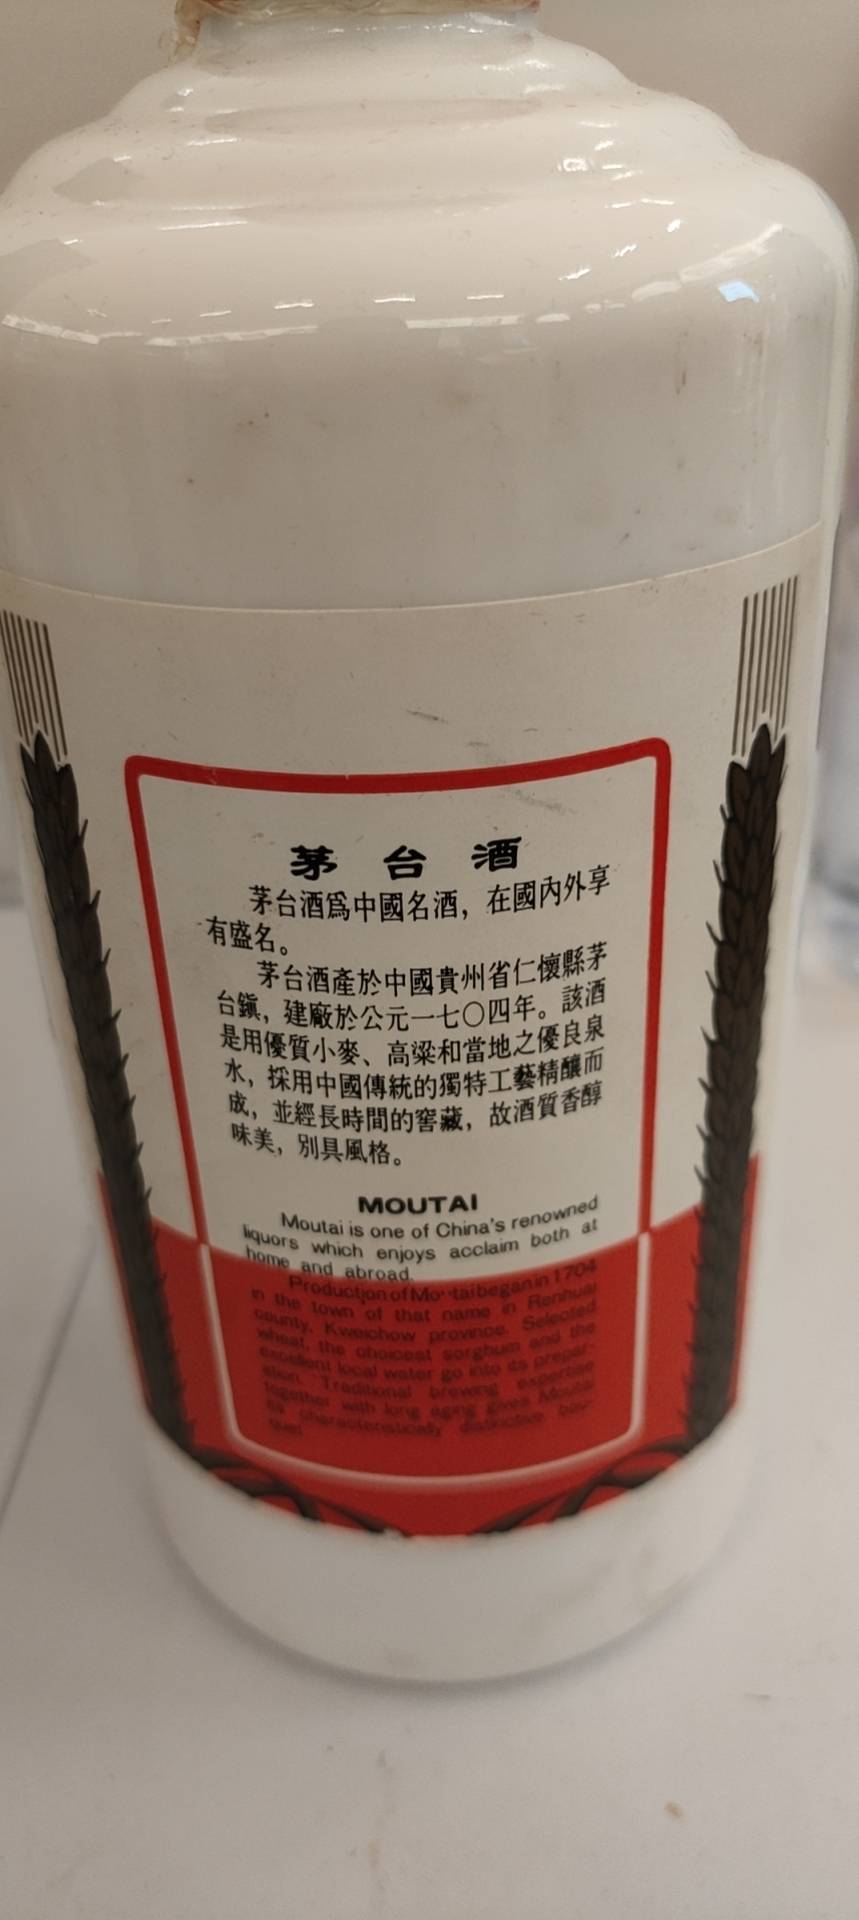 茅台酒
茅台酒爲中國名酒，在國內外享
有盛名。
茅台酒產於中國貴州省仁懷縣茅
台鎭，建廠於公元一七〇四年。該酒
是用優質小麥、高粱和當地之優良泉
水，採用中國傳統的獨特工藝精釀而
成，並經長時間的窖藏，故酒質香醇
味美，別具風格。
MOUTAI
Moutai is one of China's renowned
liquors which enjoys acclaim both at
home and abroad.
Production of Mo tai began in 1704
in the town of that name in Renhuai
county, Kweichow province. Selected
wheat, the choicest sorghum and the
excellent local water go into its prepar-
ation. Traditional brewing expertise
together with long aging gives Moutai
its characteristically distinctive bou-
quet